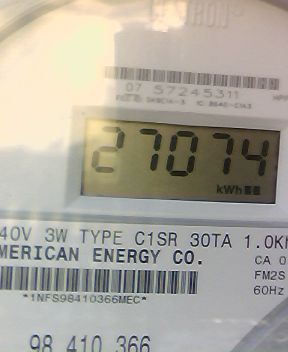 TRON
07 57245311
27074
kWh
40V 3W TYPE C1SR 30TA 1.0K
MERICAN ENERGY CO.
CA 0
FM2S
60Hz
*1NFS98410366MEC*
98 410 366